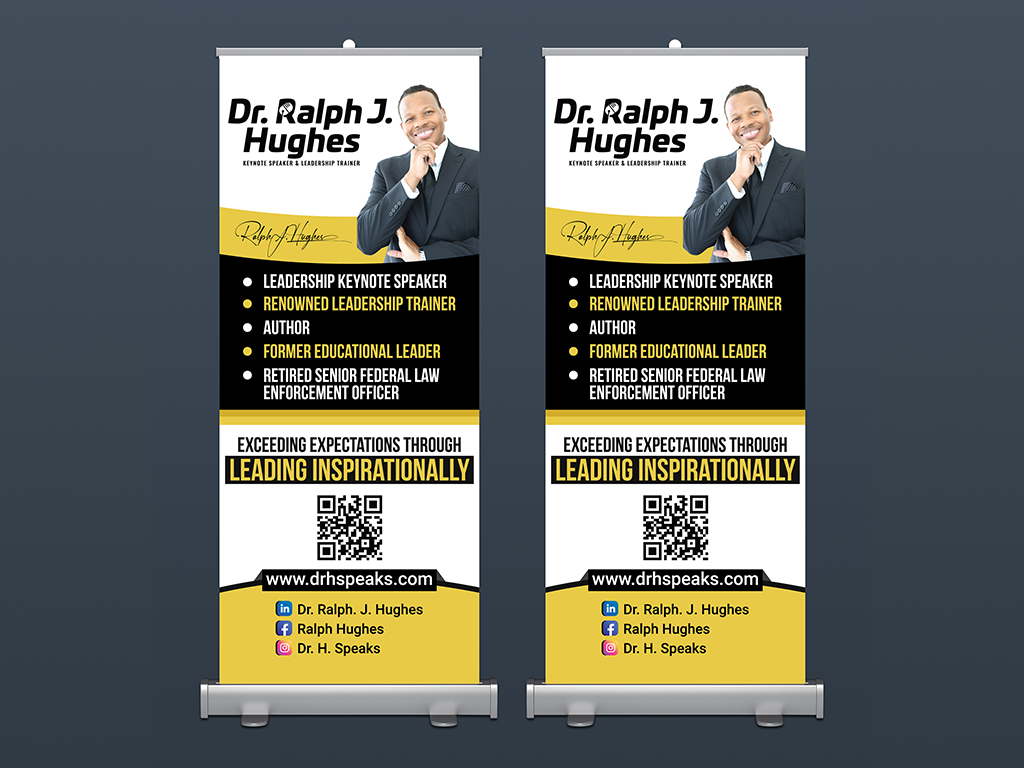 Dr. Ralph J.
Hughes
KEYNOTE SPEAKER & LEADERSHIP TRAINER
Ralph J. Hughes
LEADERSHIP KEYNOTE SPEAKER
RENOWNED LEADERSHIP TRAINER
AUTHOR
FORMER EDUCATIONAL LEADER
RETIRED SENIOR FEDERAL LAW
ENFORCEMENT OFFICER
EXCEEDING EXPECTATIONS THROUGH
LEADING INSPIRATIONALLY
www.drhspeaks.com
in Dr. Ralph. J. Hughes
f Ralph Hughes
Dr. H. Speaks
Dr. Ralph J.
Hughes
KEYNOTE SPEAKER & LEADERSHIP TRAINER
Ralph J. Hughes
LEADERSHIP KEYNOTE SPEAKER
RENOWNED LEADERSHIP TRAINER
AUTHOR
FORMER EDUCATIONAL LEADER
RETIRED SENIOR FEDERAL LAW
ENFORCEMENT OFFICER
EXCEEDING EXPECTATIONS THROUGH
LEADING INSPIRATIONALLY
www.drhspeaks.com
in Dr. Ralph. J. Hughes
f Ralph Hughes
Dr. H. Speaks